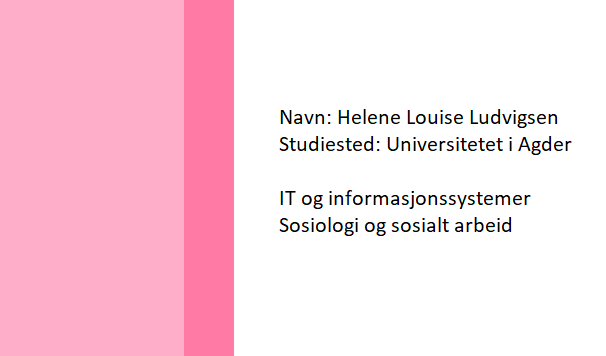 Navn: Helene Louise Ludvigsen
Studiested: Universitetet i Agder
IT og informasjonssystemer
Sosiologi og sosialt arbeid